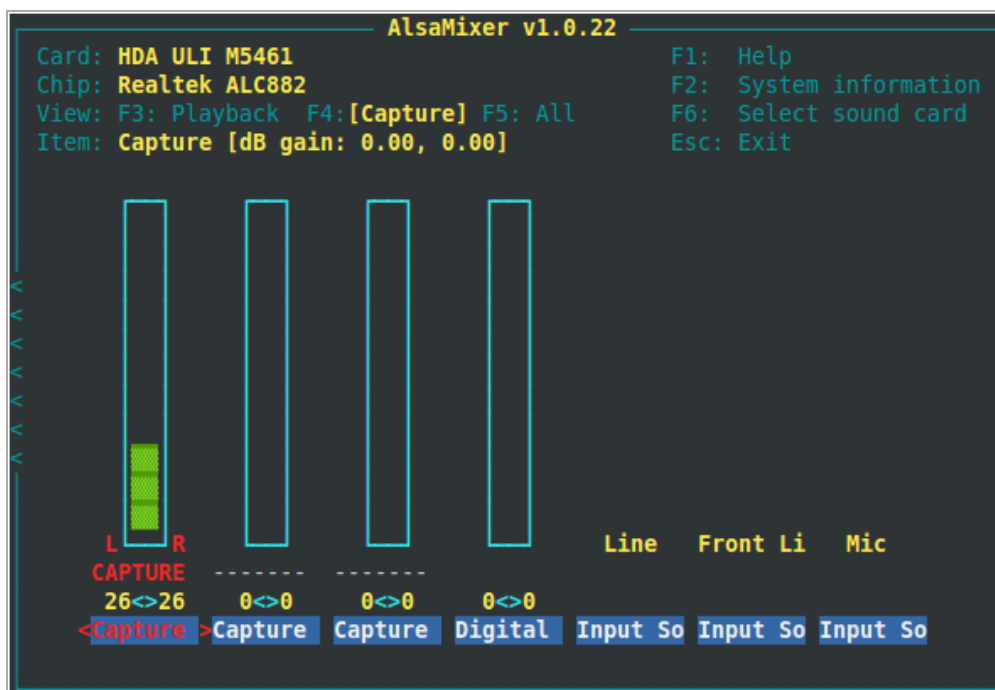 AlsaMixer v1.0.22
Card: HDA ULI M5461 F1: Help
Chip: Realtek ALC882 F2: System information
View: F3: Playback F4:[Capture] F5: All F6: Select sound card
Item: Capture [dB gain: 0.00, 0.00] Esc: Exit
<
<
<
<
<
<
<
L R Line Front Li Mic
CAPTURE ------- -------
26<>26 0<>0 0<>0 0<>0
<Capture >Capture Capture Digital Input So Input So Input So